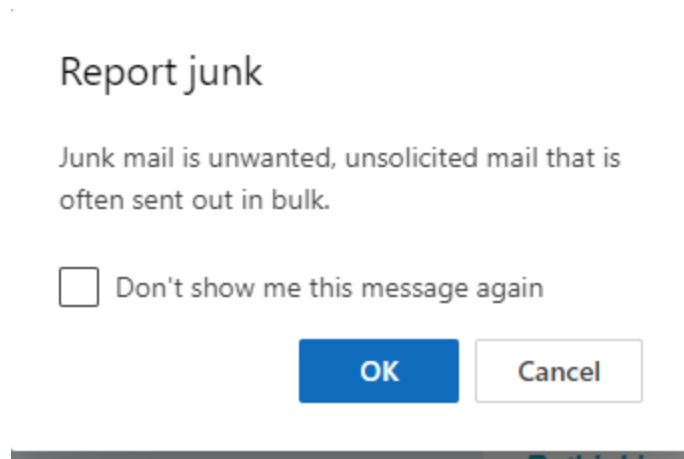 Report junk
Junk mail is unwanted, unsolicited mail that is
often sent out in bulk.
Don't show me this message again
OK
Cancel